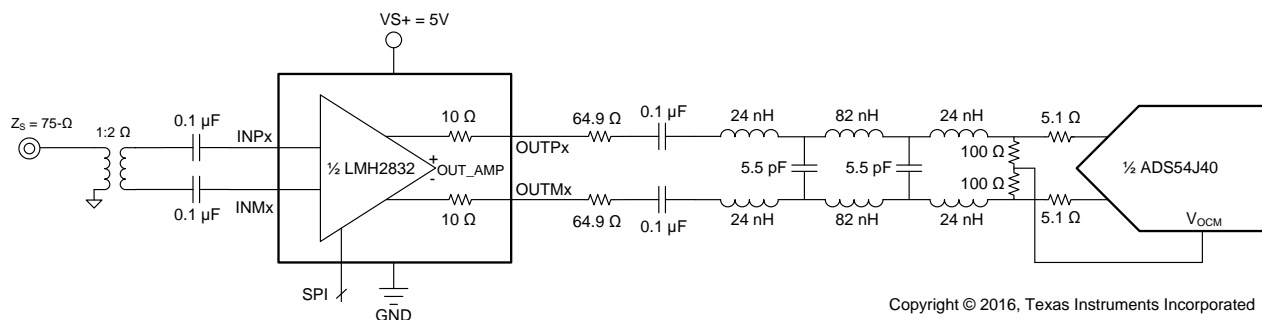 VS+ = 5V
Z_S = 75-Ω
1:2 Ω
0.1 µF
0.1 µF
INPx
INMx
½ LMH2832
+
-
OUT_AMP
10 Ω
10 Ω
SPI
GND
OUTPx
OUTMx
64.9 Ω
64.9 Ω
0.1 µF
0.1 µF
24 nH
82 nH
24 nH
5.5 pF
5.5 pF
24 nH
82 nH
24 nH
100 Ω
100 Ω
5.1 Ω
5.1 Ω
½ ADS54J40
V_OCM
Copyright © 2016, Texas Instruments Incorporated